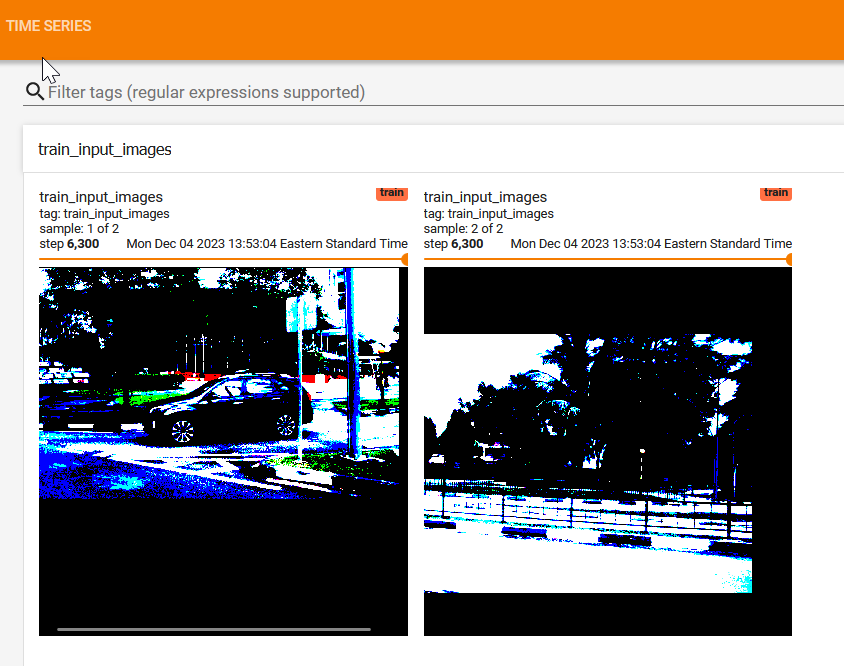 TIME SERIES
Filter tags (regular expressions supported)
train_input_images
train_input_images
train
tag: train_input_images
sample: 1 of 2
step 6,300 Mon Dec 04 2023 13:53:04 Eastern Standard Time
train_input_images
train
tag: train_input_images
sample: 2 of 2
step 6,300 Mon Dec 04 2023 13:53:04 Eastern Standard Time